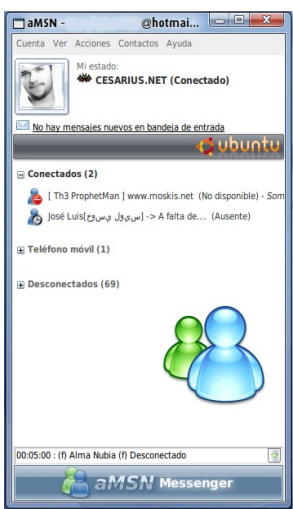 aMSN - @hotmai...
Cuenta Ver Acciones Contactos Ayuda
Mi estado:
CESARIUS.NET (Conectado)
No hay mensajes nuevos en bandeja de entrada
ubuntu
Conectados (2)
[ Th3 ProphetMan ] www.moskis.net (No disponible) - Som
José Luis[سيول يسوخ] -> A falta de.... (Ausente)
Teléfono móvil (1)
Desconectados (69)
00:05:00 : (f) Alma Nubia (f) Desconectado
aMSN Messenger